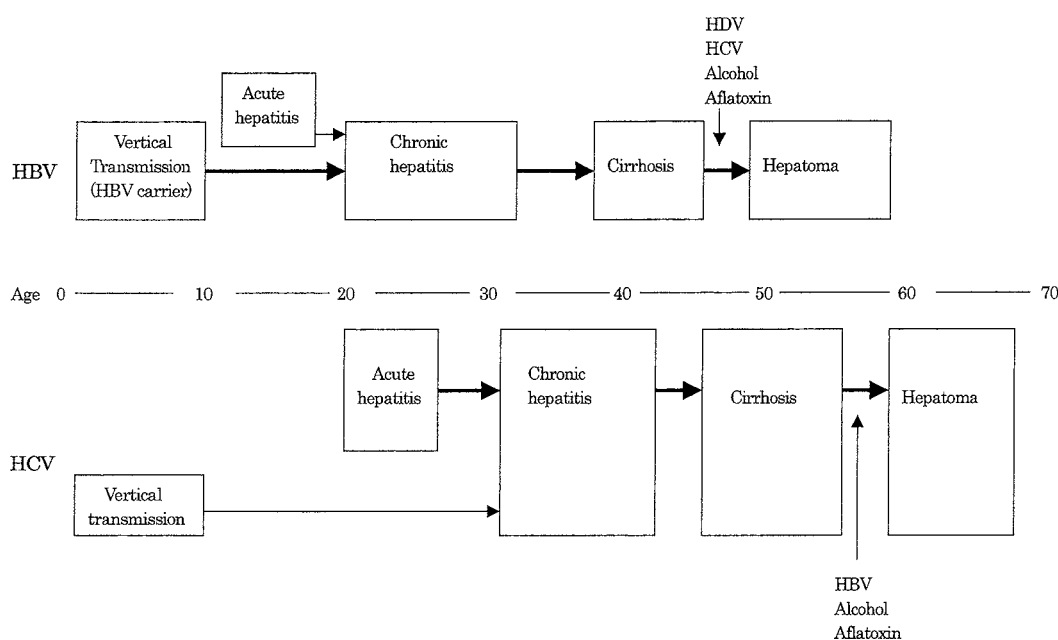 HDV
HCV
Alcohol
Aflatoxin
Acute
hepatitis
HBV
Vertical
Transmission
(HBV carrier)
Chronic
hepatitis
Cirrhosis
Hepatoma
Age 0 10 20 30 40 50 60 70
Acute
hepatitis
Chronic
hepatitis
Cirrhosis
Hepatoma
HCV
Vertical
transmission
HBV
Alcohol
Aflatoxin